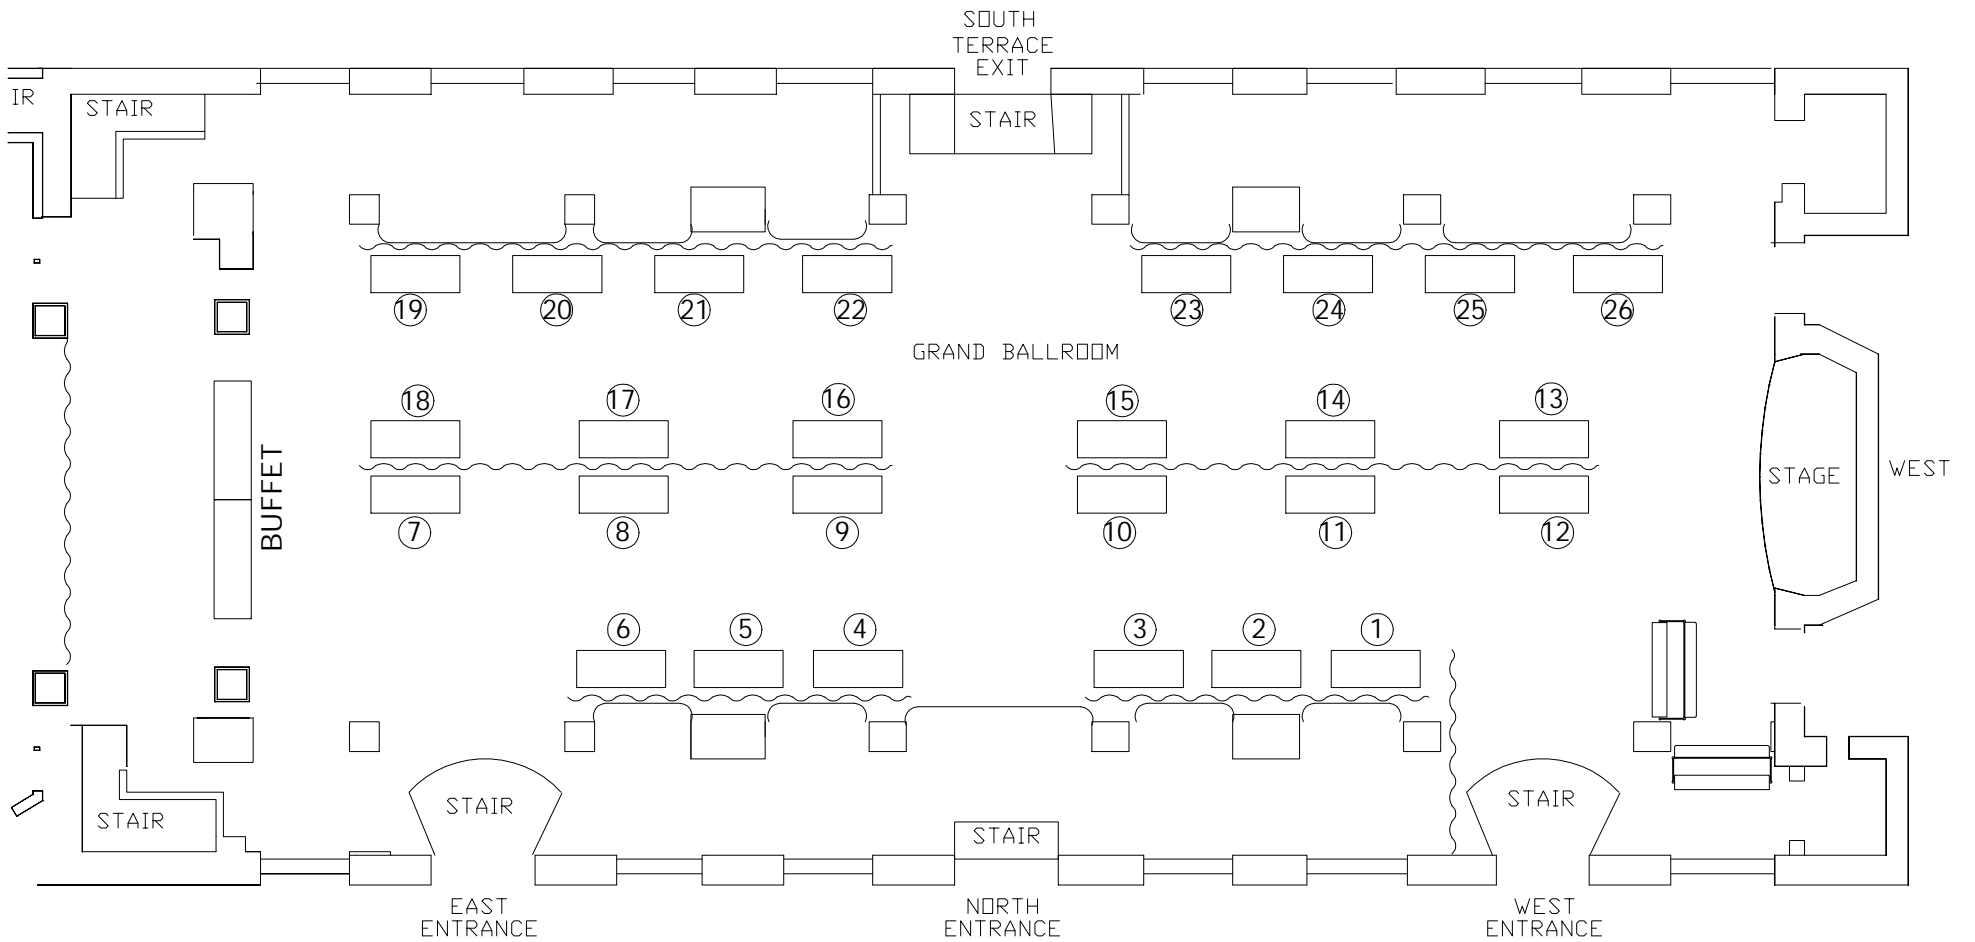 SOUTH
TERRACE
EXIT
IR
STAIR
STAIR
19
20
21
22
23
24
25
26
GRAND BALLROOM
18
17
16
15
14
13
BUFFET
STAGE
WEST
7
8
9
10
11
12
6
5
4
3
2
1
STAIR
STAIR
STAIR
STAIR
EAST
ENTRANCE
NORTH
ENTRANCE
WEST
ENTRANCE